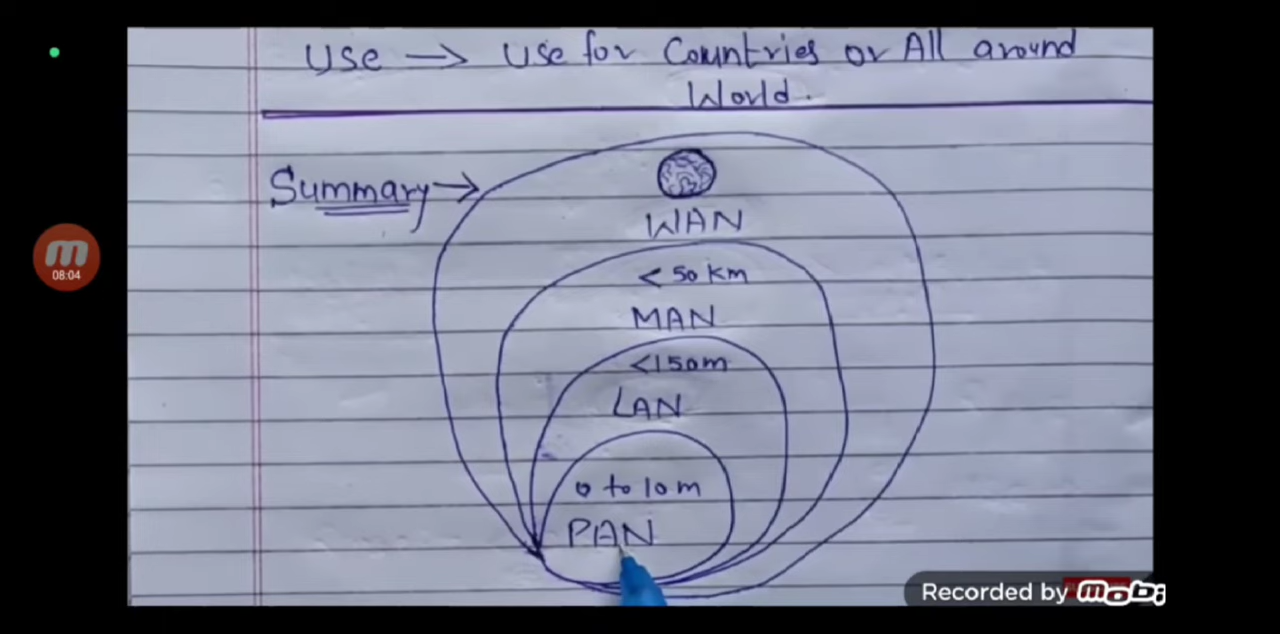 Use → Use for Countries or All around
World.
Summary →
WAN
< 50 km
MAN
<150m
LAN
0 to 10 m
PAN
08:04
Recorded by mobi